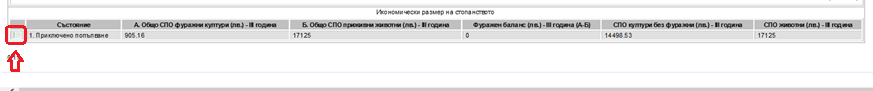 Икономически размер на стопанството
Състояние А. Общо СПО фуражни култури (лв.) - III година Б. Общо СПО преживни животни (лв.) - III година Фуражен баланс (лв.) - III година (А-Б) СПО култури без фуражни (лв.) - III година СПО животни (лв.) - III година
1. Приключено попълване 905.16 17125 0 14498.53 17125